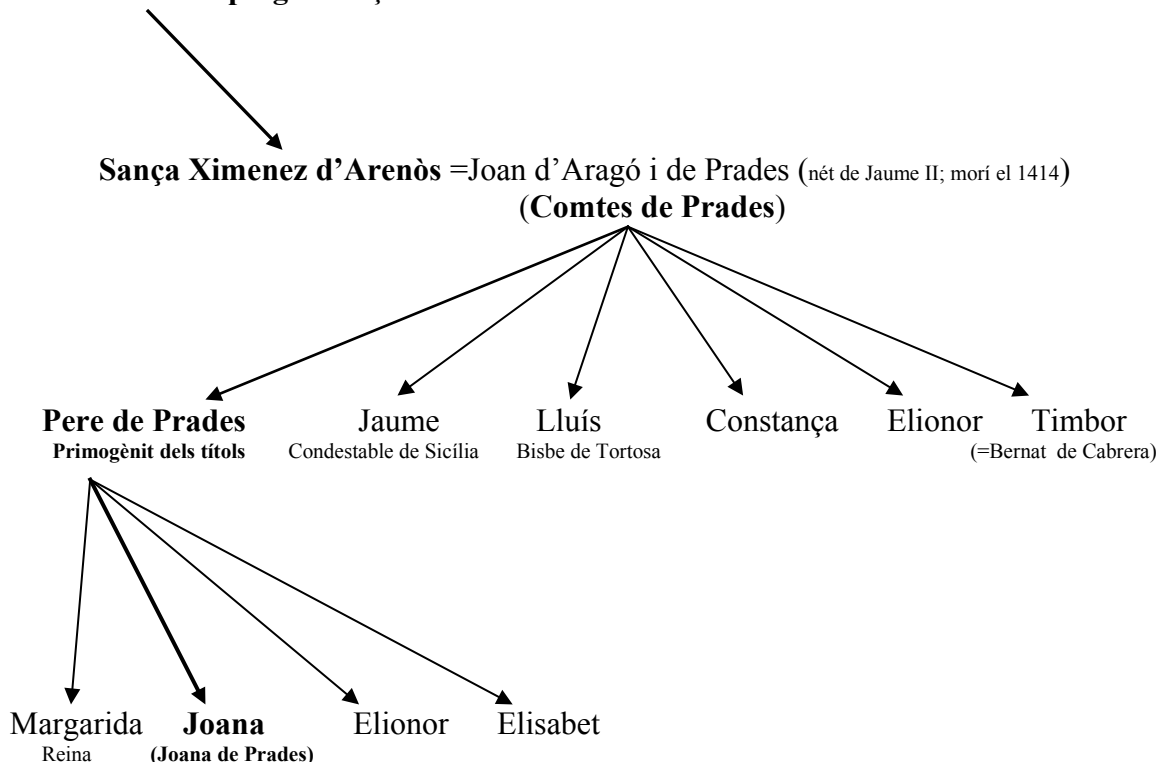 Sança Ximenez d’Arenòs =Joan d’Aragó i de Prades (nét de Jaume II; morí el 1414)
(Comtes de Prades)
Pere de Prades Jaume Lluís Constança Elionor Timbor
Primogènit dels títols Condestable de Sicília Bisbe de Tortosa (=Bernat de Cabrera)
Margarida Joana Elionor Elisabet
Reina (Joana de Prades)